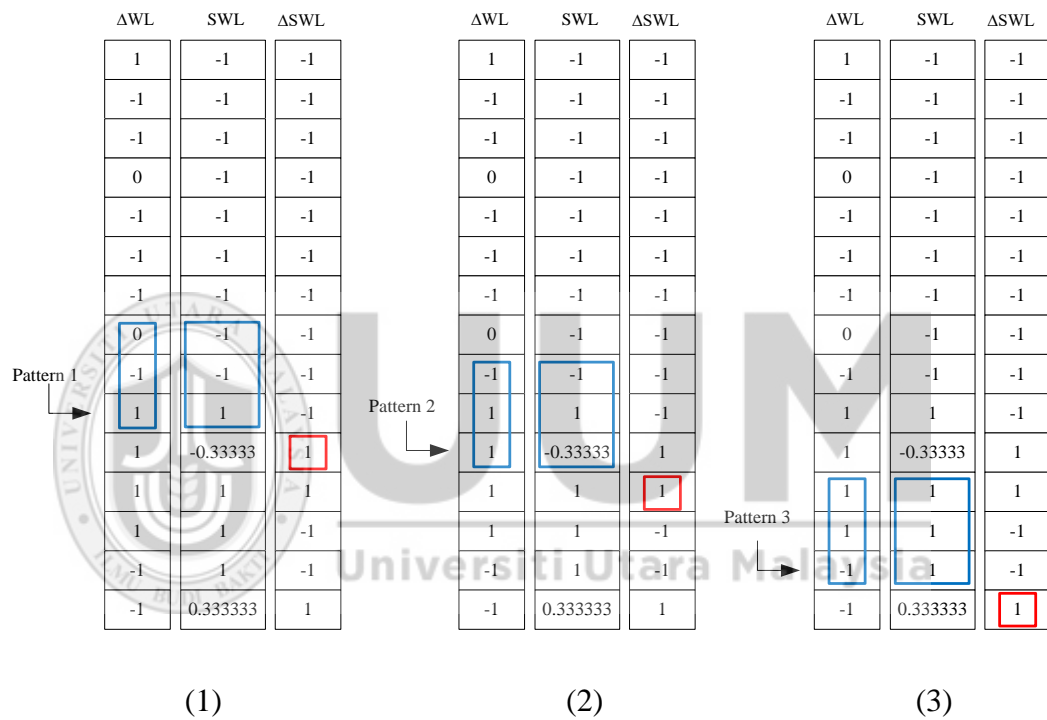 ΔWL SWL ΔSWL ΔWL SWL ΔSWL ΔWL SWL ΔSWL
1 -1 -1 1 -1 -1 1 -1 -1
-1 -1 -1 -1 -1 -1 -1 -1 -1
-1 -1 -1 -1 -1 -1 -1 -1 -1
0 -1 -1 0 -1 -1 0 -1 -1
-1 -1 -1 -1 -1 -1 -1 -1 -1
-1 -1 -1 -1 -1 -1 -1 -1 -1
-1 -1 -1 -1 -1 -1 -1 -1 -1
0 -1 -1 0 -1 -1 0 -1 -1
Pattern 1 -1 -1 -1 -1 -1 -1 -1 -1 -1
1 1 -1 Pattern 2 1 1 -1 1 1 -1
1 -0.33333 1 1 -0.33333 1 1 -0.33333 1
1 1 1 1 1 1 1 1 1
1 1 -1 1 1 -1 Pattern 3 1 1 -1
-1 1 -1 -1 1 -1 -1 1 -1
-1 0.333333 1 -1 0.333333 1 -1 0.333333 1
(1) (2) (3)
UUM
Universiti Utara Malaysia
UNIVERSITI UTARA MALAYSIA
ILMU BUDI BAKTI